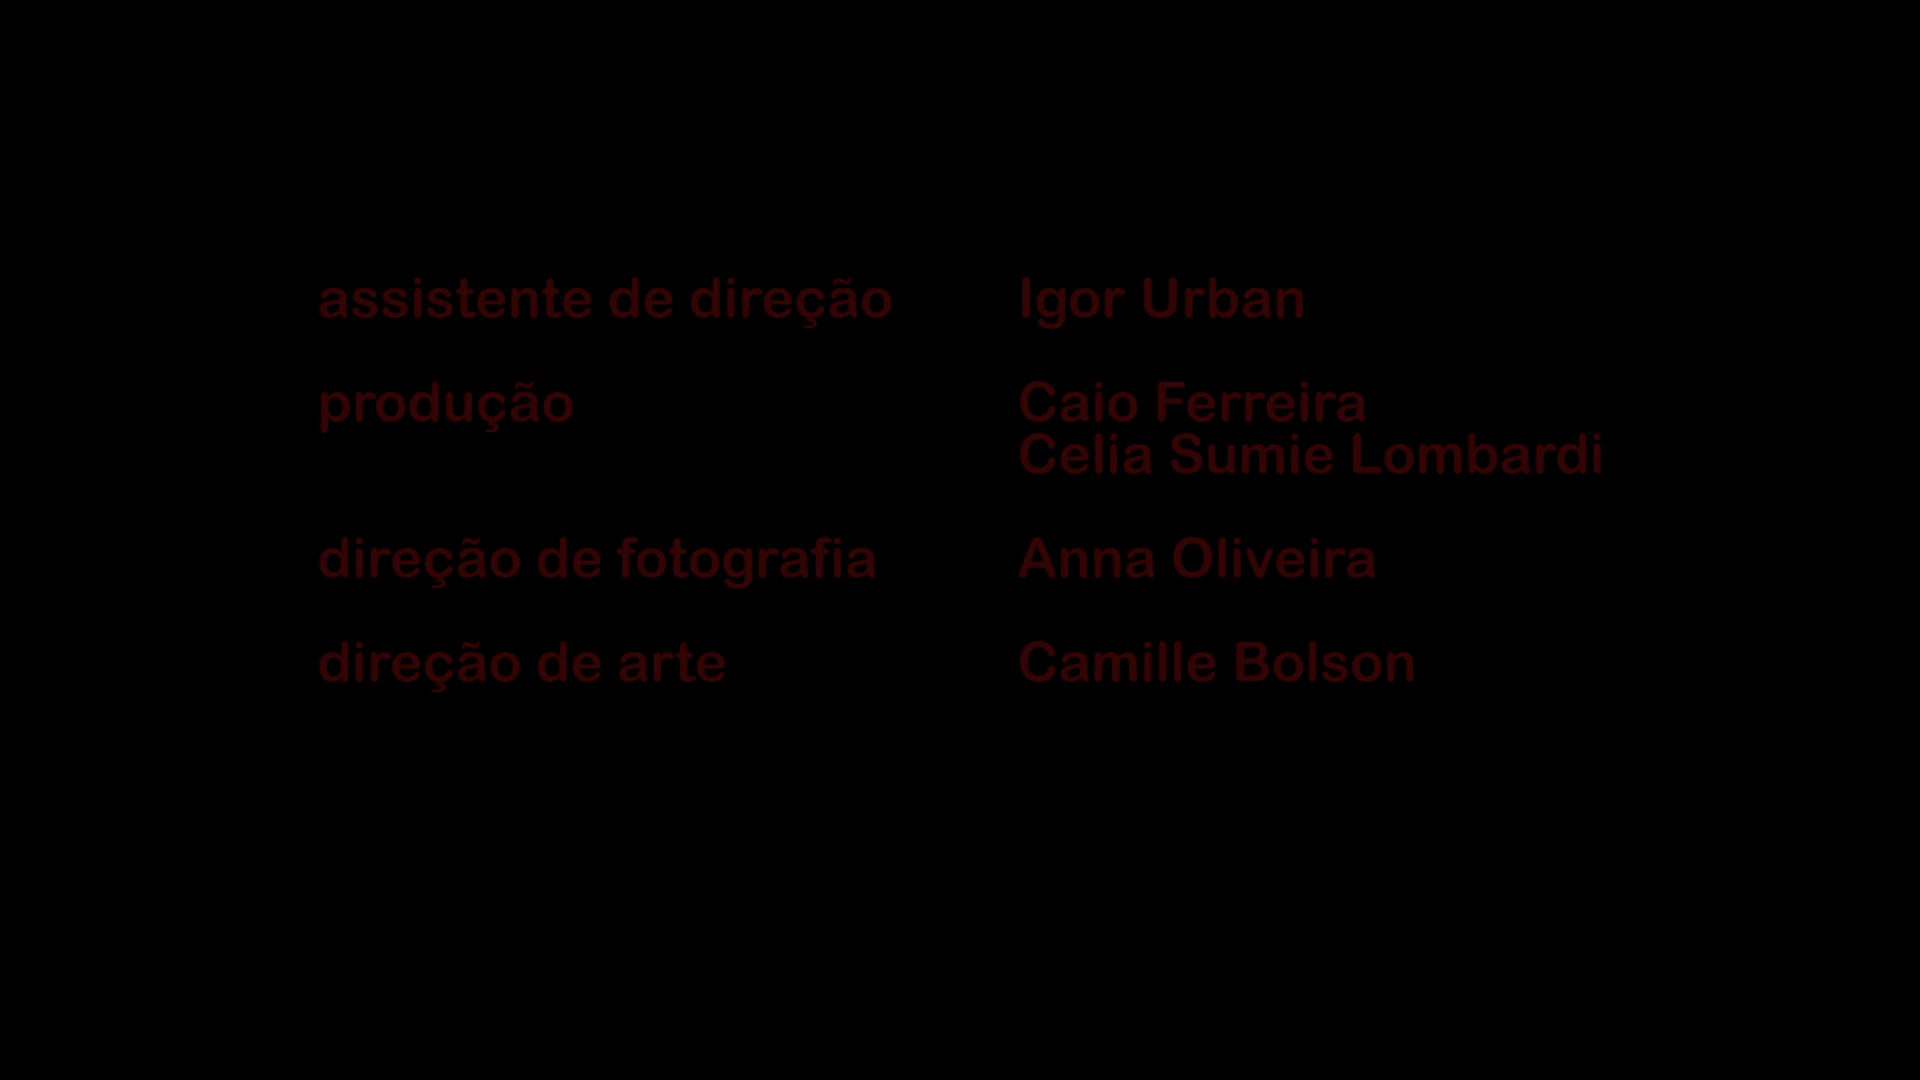 assistente de direção Igor Urban
produção Caio Ferreira
Celia Sumie Lombardi
direção de fotografia Anna Oliveira
direção de arte Camille Bolson